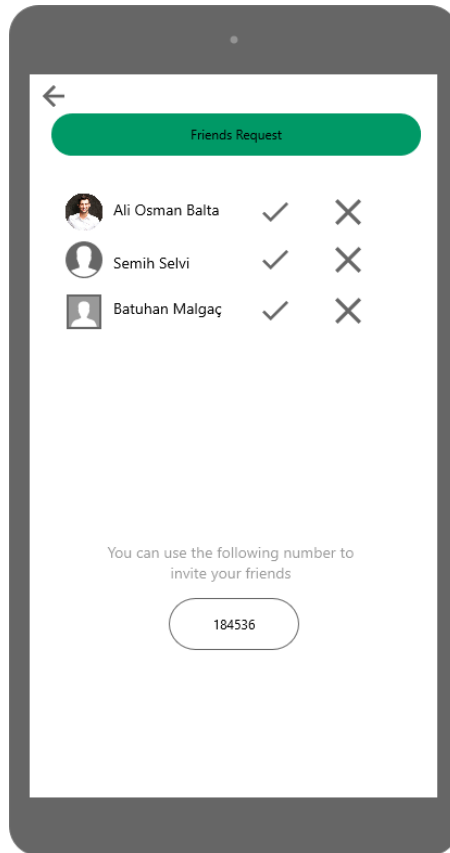 Friends Request
Ali Osman Balta
Semih Selvi
Batuhan Malgaç
You can use the following number to
invite your friends
184536